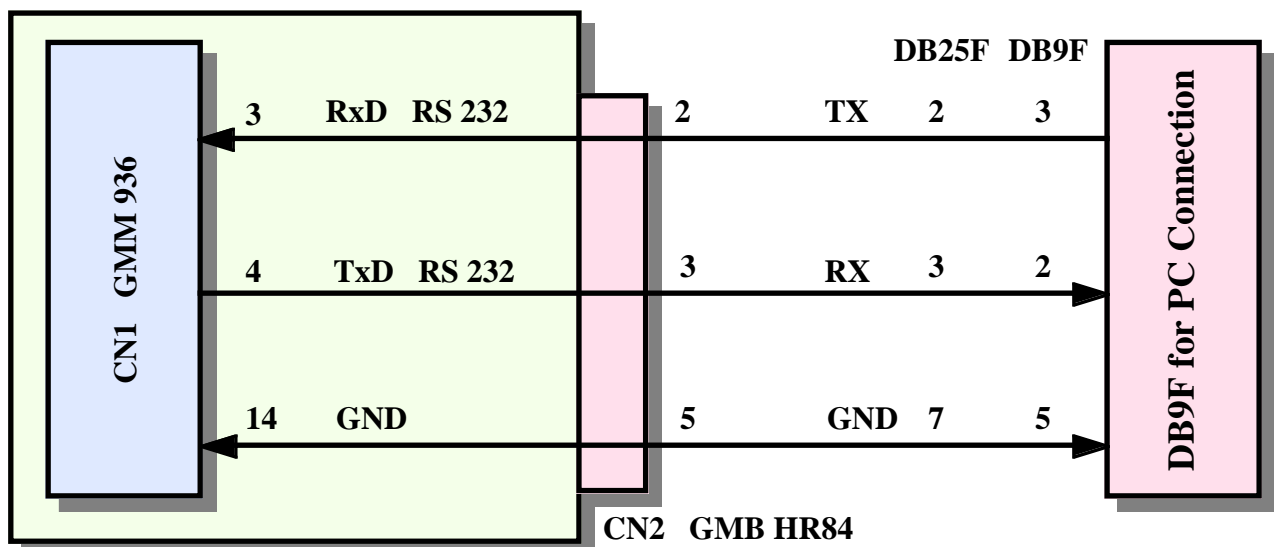 DB25F DB9F
3 RxD RS 232 2 TX 2 3
4 TxD RS 232 3 RX 3 2
14 GND 5 GND 7 5
CN1 GMM 936
DB9F for PC Connection
CN2 GMB HR84